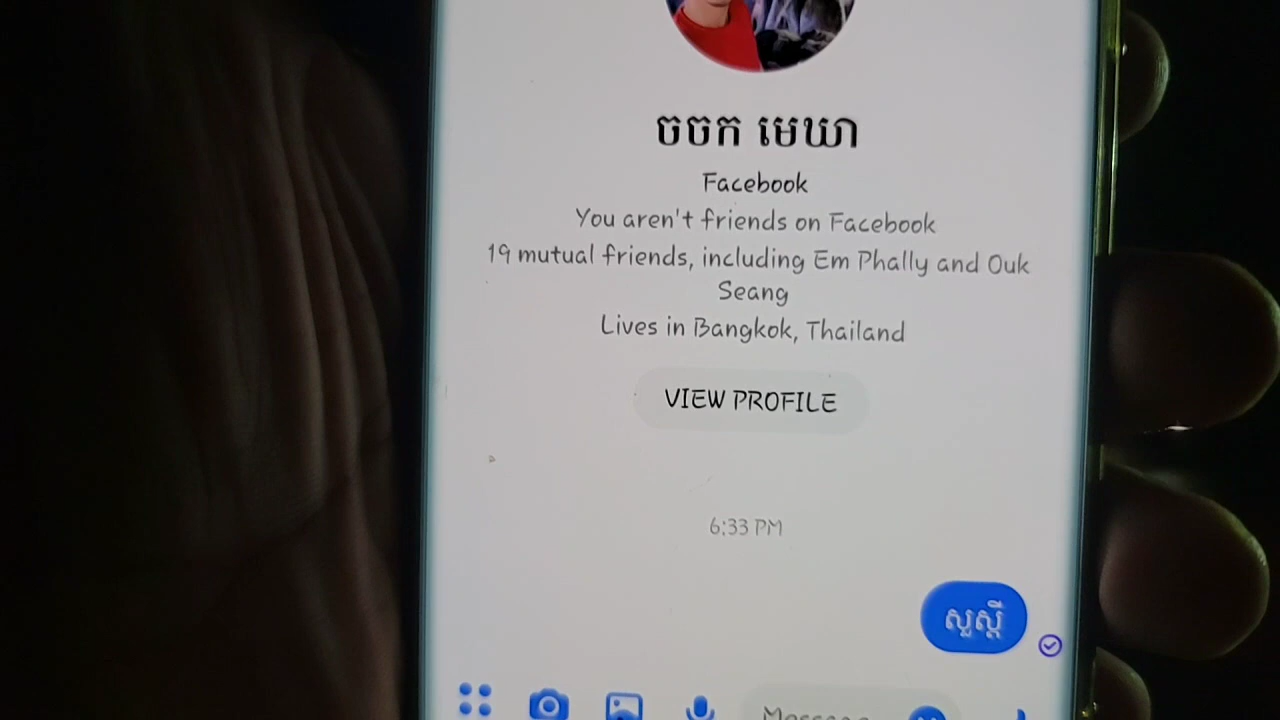 ចចក មេឃា
Facebook
You aren't friends on Facebook
19 mutual friends, including Em Phally and Ouk
Seang
Lives in Bangkok, Thailand
VIEW PROFILE
6:33 PM
សួស្តី
Message